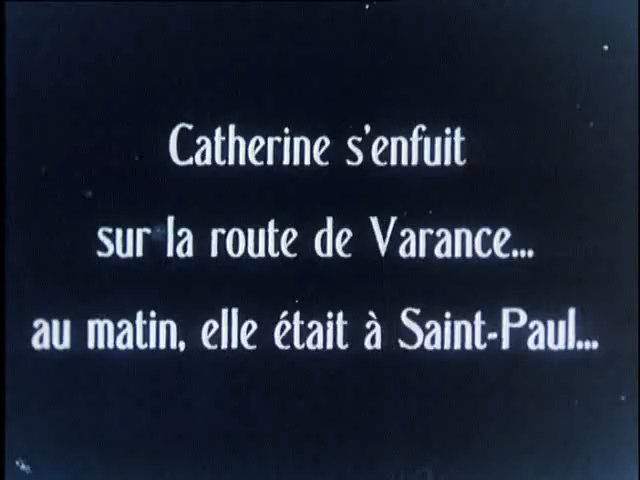 Catherine s'enfuit
sur la route de Varance...
au matin, elle était à Saint-Paul...